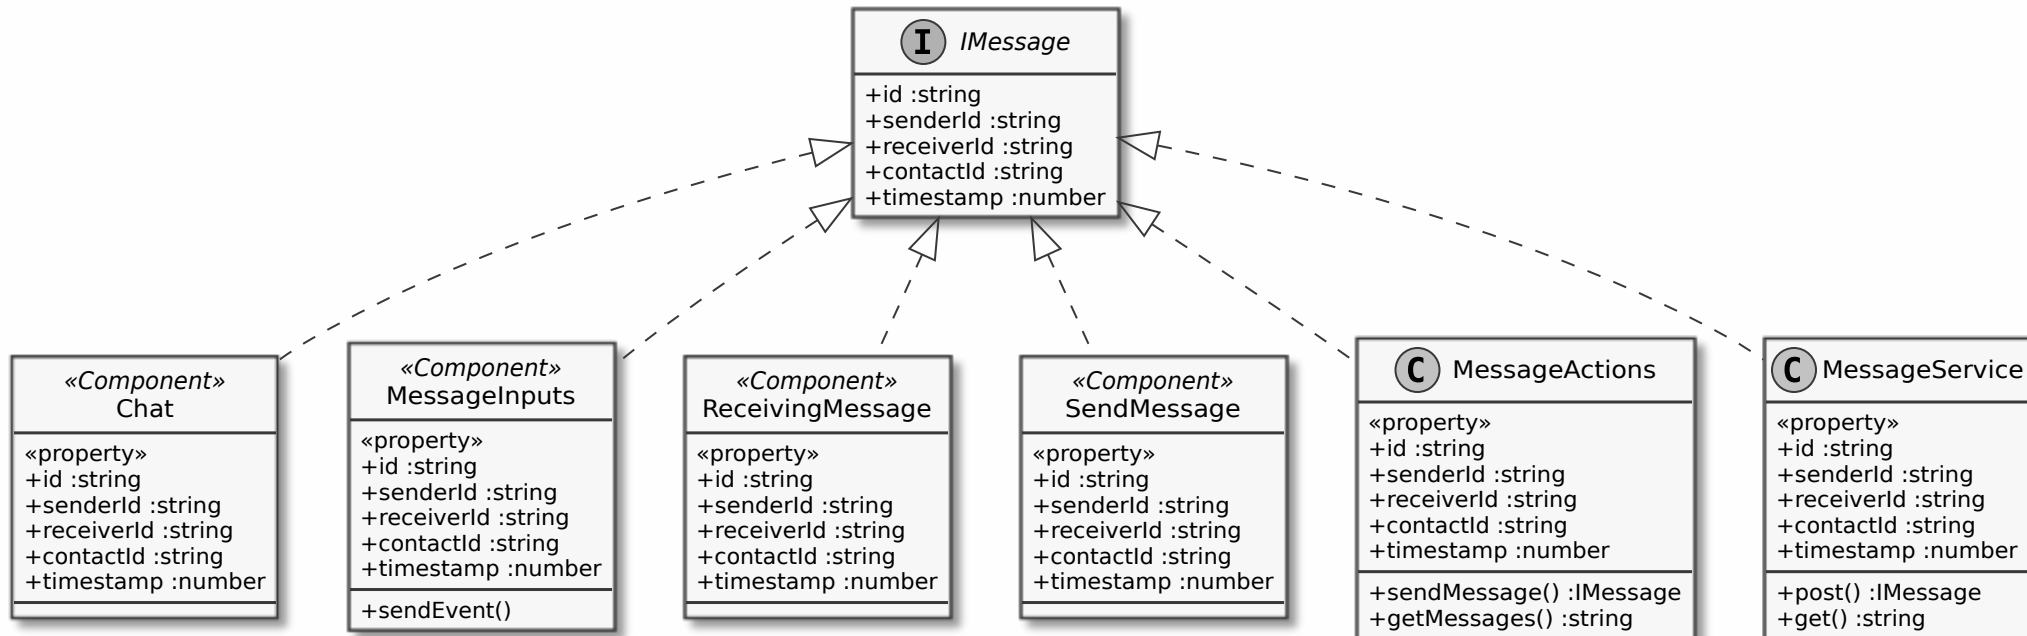 I IMessage
+id :string
+senderId :string
+receiverId :string
+contactId :string
+timestamp :number
«Component»
Chat
«property»
+id :string
+senderId :string
+receiverId :string
+contactId :string
+timestamp :number
«Component»
MessageInputs
«property»
+id :string
+senderId :string
+receiverId :string
+contactId :string
+timestamp :number
+sendEvent()
«Component»
ReceivingMessage
«property»
+id :string
+senderId :string
+receiverId :string
+contactId :string
+timestamp :number
«Component»
SendMessage
«property»
+id :string
+senderId :string
+receiverId :string
+contactId :string
+timestamp :number
C MessageActions
«property»
+id :string
+senderId :string
+receiverId :string
+contactId :string
+timestamp :number
+sendMessage() :IMessage
+getMessages() :string
C MessageService
«property»
+id :string
+senderId :string
+receiverId :string
+contactId :string
+timestamp :number
+post() :IMessage
+get() :string